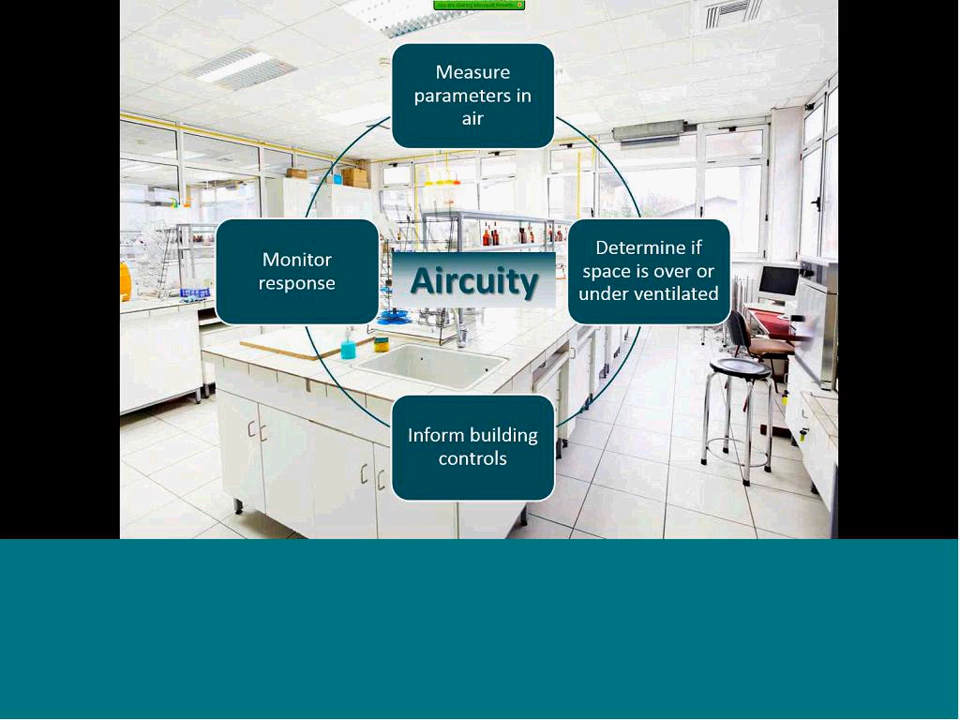 Measure
parameters in
air
Determine if
space is over or
under ventilated
Aircuity
Monitor
response
Inform building
controls